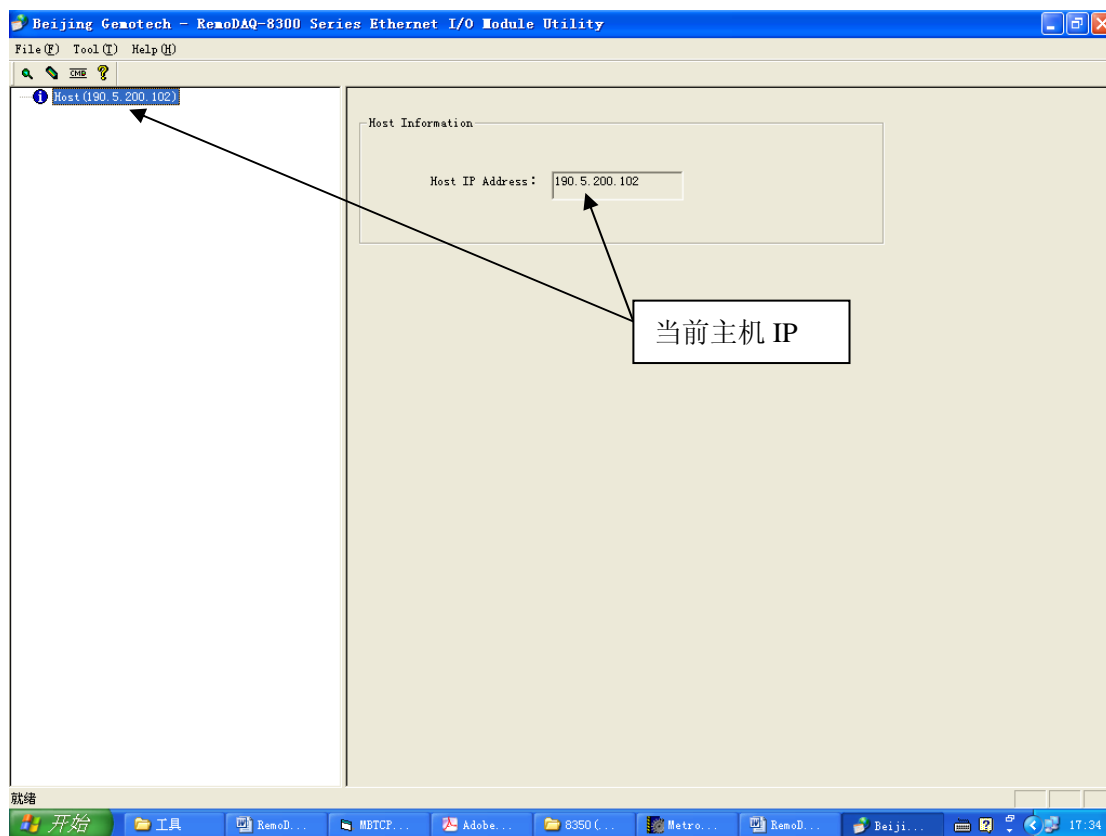 Beijing Gemotech - RemoDAQ-8300 Series Ethernet I/O Module Utility
File(F) Tool(T) Help(H)
CMD
Host(190.5.200.102)
Host Information
Host IP Address： 190.5.200.102
当前主机 IP
就绪
开始 工具 RemoD... MBTCP... Adobe... 8350(... Metro... RemoD... Beiji... 17:34